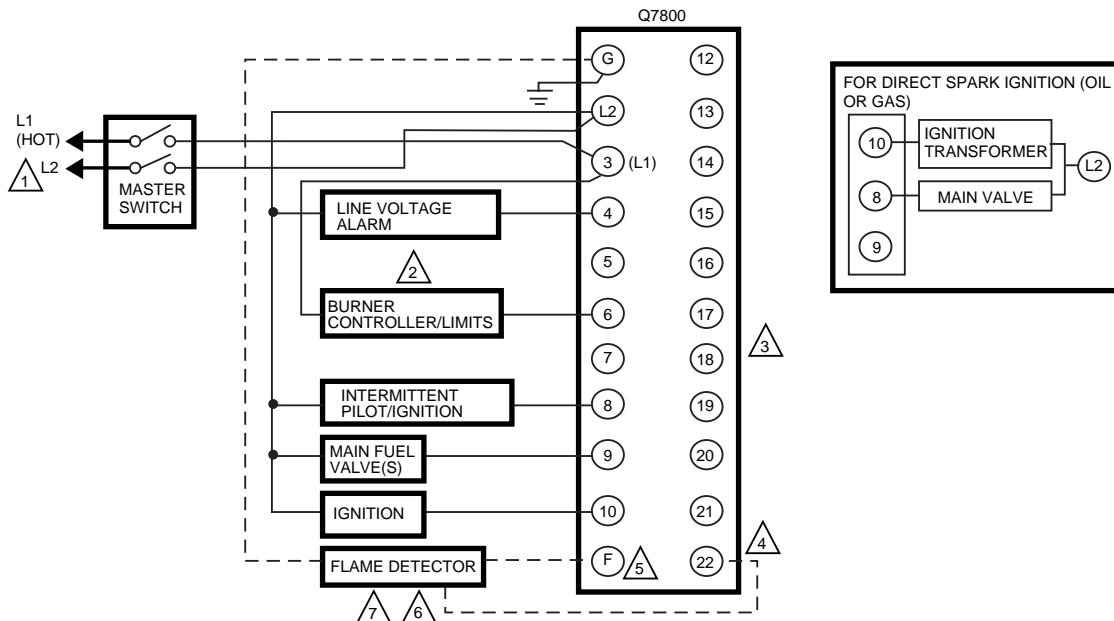 Q7800
G 12
L2 13
L1
(HOT)
1 L2
MASTER
SWITCH
3 (L1) 14
LINE VOLTAGE
ALARM
4 15
2
5 16
BURNER
CONTROLLER/LIMITS
6 17
3
7 18
INTERMITTENT
PILOT/IGNITION
8 19
MAIN FUEL
VALVE(S)
9 20
IGNITION
10 21
4
FLAME DETECTOR
F 5 22
7 6
FOR DIRECT SPARK IGNITION (OIL
OR GAS)
10 IGNITION
TRANSFORMER
L2
8 MAIN VALVE
9